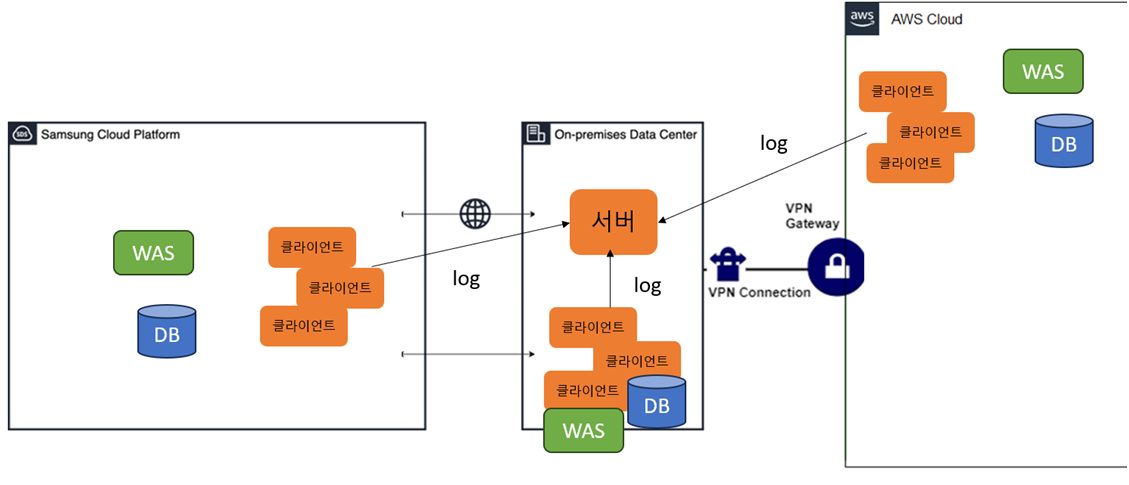 aws
AWS Cloud
WAS
클라이언트
클라이언트
클라이언트
DB
log
SDS
Samsung Cloud Platform
On-premises Data Center
서버
VPN
Gateway
WAS
클라이언트
클라이언트
클라이언트
DB
log
log
VPN Connection
클라이언트
클라이언트
클라이언트
DB
WAS